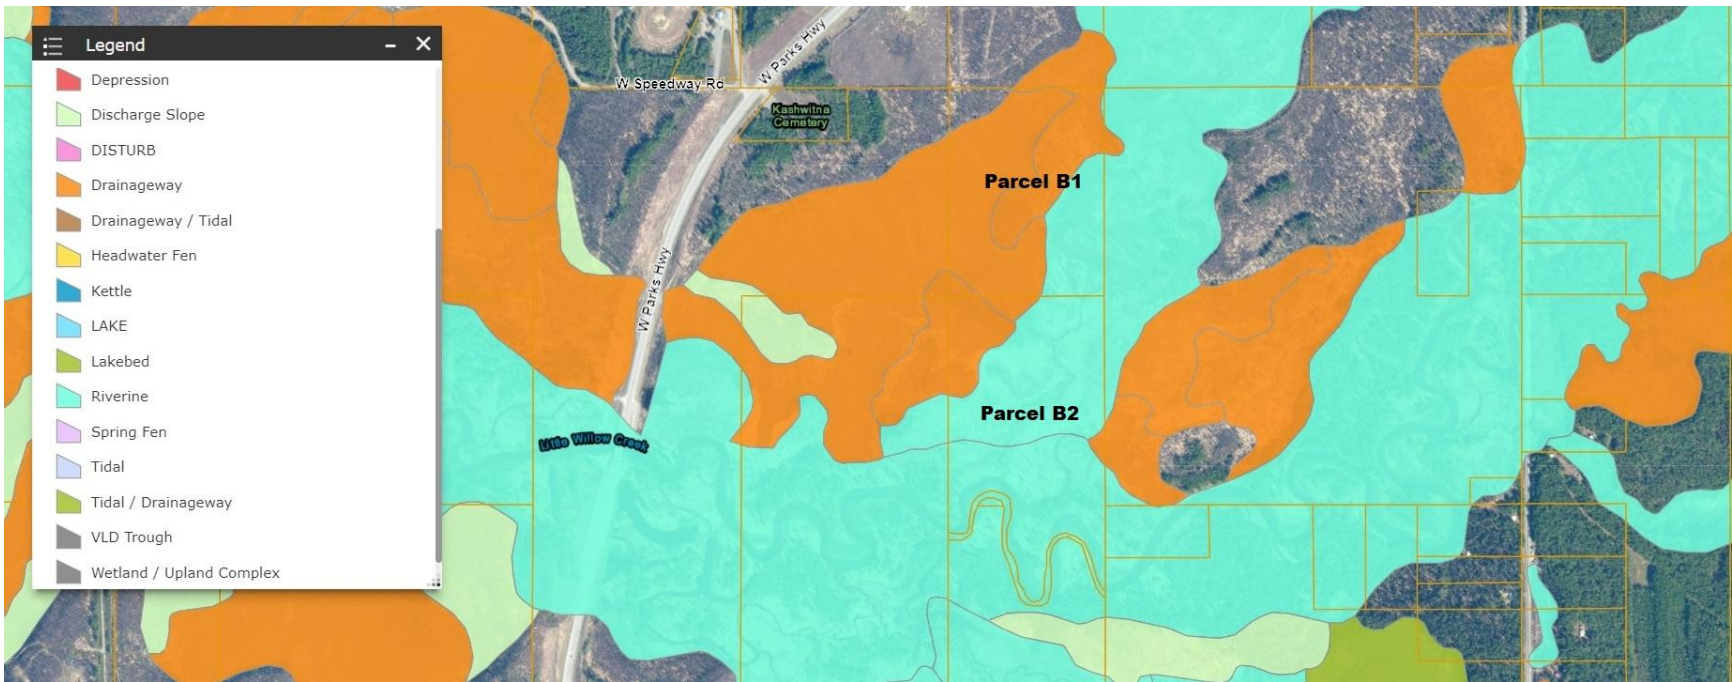 Legend
Depression
Discharge Slope
DISTURB
Drainageway
Drainageway / Tidal
Headwater Fen
Kettle
LAKE
Lakebed
Riverine
Spring Fen
Tidal
Tidal / Drainageway
VLD Trough
Wetland / Upland Complex
W Parks Hwy
W Speedway Rd
Kashwitna
Cemetery
Parcel B1
W Parks Hwy
Parcel B2
Little Willow Creek